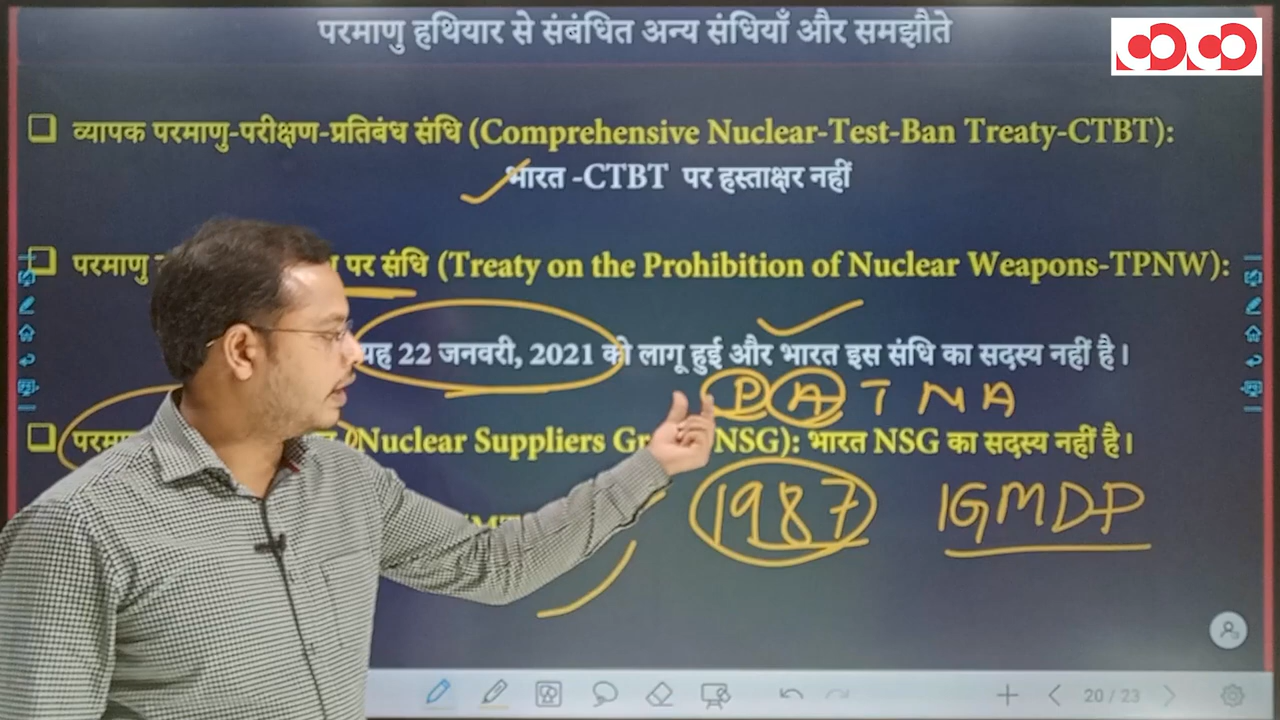 परमाणु हथियार से संबंधित अन्य संधियाँ और समझौते
व्यापक परमाणु-परीक्षण-प्रतिबंध संधि (Comprehensive Nuclear-Test-Ban Treaty-CTBT):
भारत -CTBT पर हस्ताक्षर नहीं
परमाणु पर संधि (Treaty on the Prohibition of Nuclear Weapons-TPNW):
यह 22 जनवरी, 2021 को लागू हुई और भारत इस संधि का सदस्य नहीं है।
P A T N A
(Nuclear Suppliers NSG): भारत NSG का सदस्य नहीं है।
1987 IGMDP
20 / 23